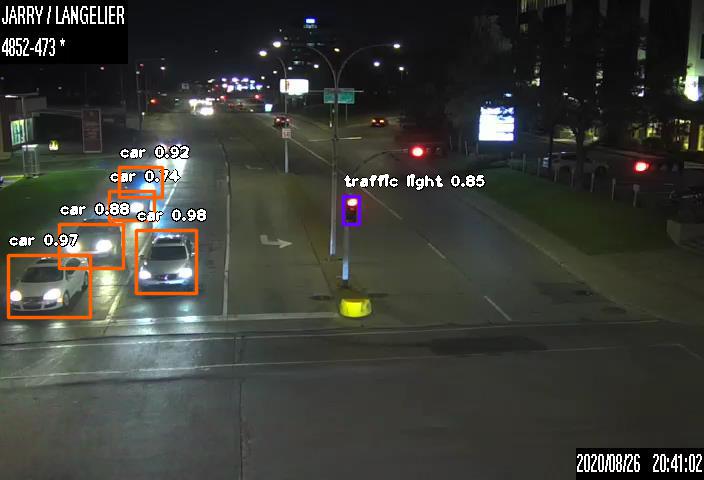 JARRY / LANGELIER
4852-473 *
car 0.92
car 0.74
traffic light 0.85
car 0.88
car 0.98
car 0.97
2020/08/26 20:41:02